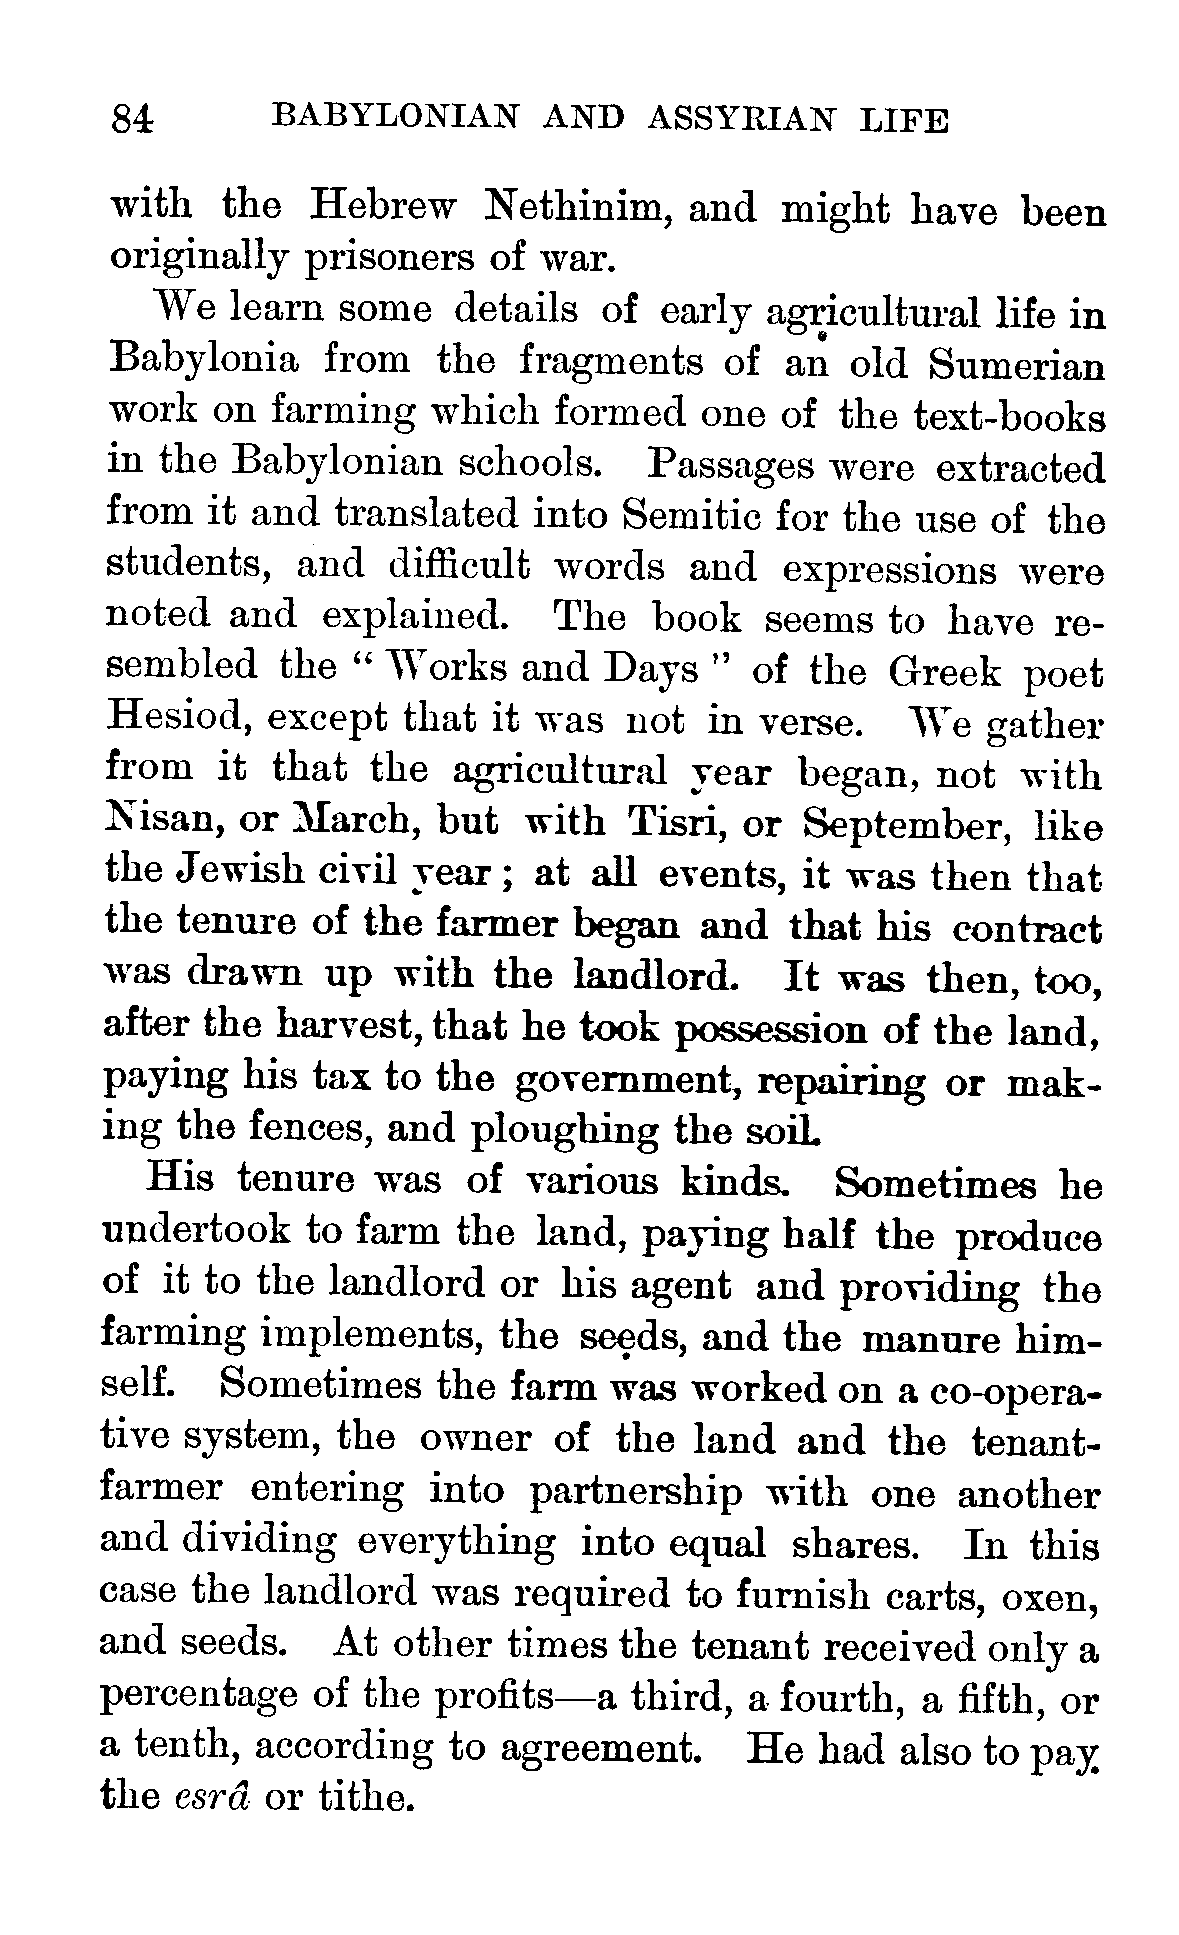 84 BABYLONIAN AND ASSYRIAN LIFE
with the Hebrew Nethinim, and might have been
originally prisoners of war.
We learn some details of early agricultural life in
Babylonia from the fragments of an old Sumerian
work on farming which formed one of the text-books
in the Babylonian schools. Passages were extracted
from it and translated into Semitic for the use of the
students, and difficult words and expressions were
noted and explained. The book seems to have re-
sembled the “ Works and Days ” of the Greek poet
Hesiod, except that it was not in verse. We gather
from it that the agricultural year began, not with
Nisan, or March, but with Tisri, or September, like
the Jewish civil year ; at all events, it was then that
the tenure of the farmer began and that his contract
was drawn up with the landlord. It was then, too,
after the harvest, that he took possession of the land,
paying his tax to the government, repairing or mak-
ing the fences, and ploughing the soil.
His tenure was of various kinds. Sometimes he
undertook to farm the land, paying half the produce
of it to the landlord or his agent and providing the
farming implements, the seeds, and the manure him-
self. Sometimes the farm was worked on a co-opera-
tive system, the owner of the land and the tenant-
farmer entering into partnership with one another
and dividing everything into equal shares. In this
case the landlord was required to furnish carts, oxen,
and seeds. At other times the tenant received only a
percentage of the profits—a third, a fourth, a fifth, or
a tenth, according to agreement. He had also to pay
the esrâ or tithe.